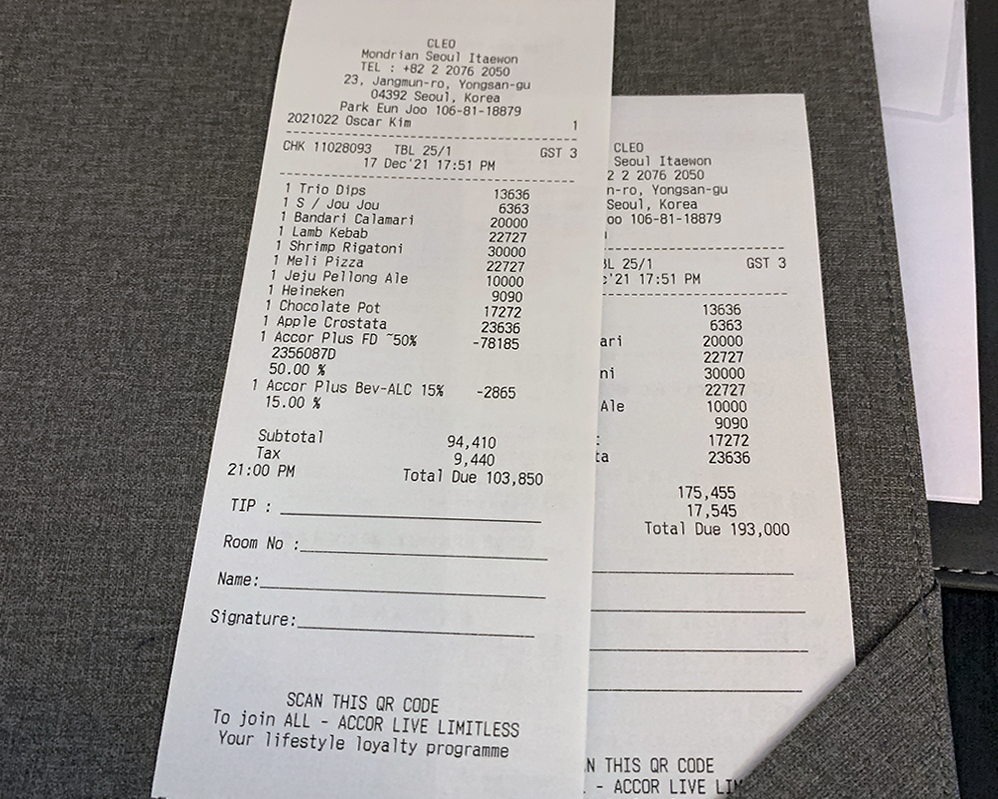 CLEO
Mondrian Seoul Itaewon
TEL : +82 2 2076 2050
23, Jangmun-ro, Yongsan-gu
04392 Seoul, Korea
Park Eun Joo 106-81-18879
2021022 Oscar Kim 1
CHK 11028093 TBL 25/1 GST 3
17 Dec'21 17:51 PM
1 Trio Dips 13636
1 S / Jou Jou 6363
1 Bandari Calamari 20000
1 Lamb Kebab 22727
1 Shrimp Rigatoni 30000
1 Meli Pizza 22727
1 Jeju Pellong Ale 10000
1 Heineken 9090
1 Chocolate Pot 17272
1 Apple Crostata 23636
1 Accor Plus FD ~50% -78185
2356087D
50.00 %
1 Accor Plus Bev-ALC 15% -2865
15.00 %
Subtotal 94,410
Tax 9,440
21:00 PM Total Due 103,850
TIP :
Room No :
Name:
Signature:
SCAN THIS QR CODE
To join ALL - ACCOR LIVE LIMITLESS
Your lifestyle loyalty programme
CLEO
Seoul Itaewon
2 2 2076 2050
n-ro, Yongsan-gu
Seoul, Korea
oo 106-81-18879
BL 25/1 GST 3
c'21 17:51 PM
13636
6363
ari 20000
22727
ni 30000
22727
Ale 10000
9090
17272
ta 23636
175,455
17,545
Total Due 193,000
N THIS QR CODE
- ACCOR LIVE LIM